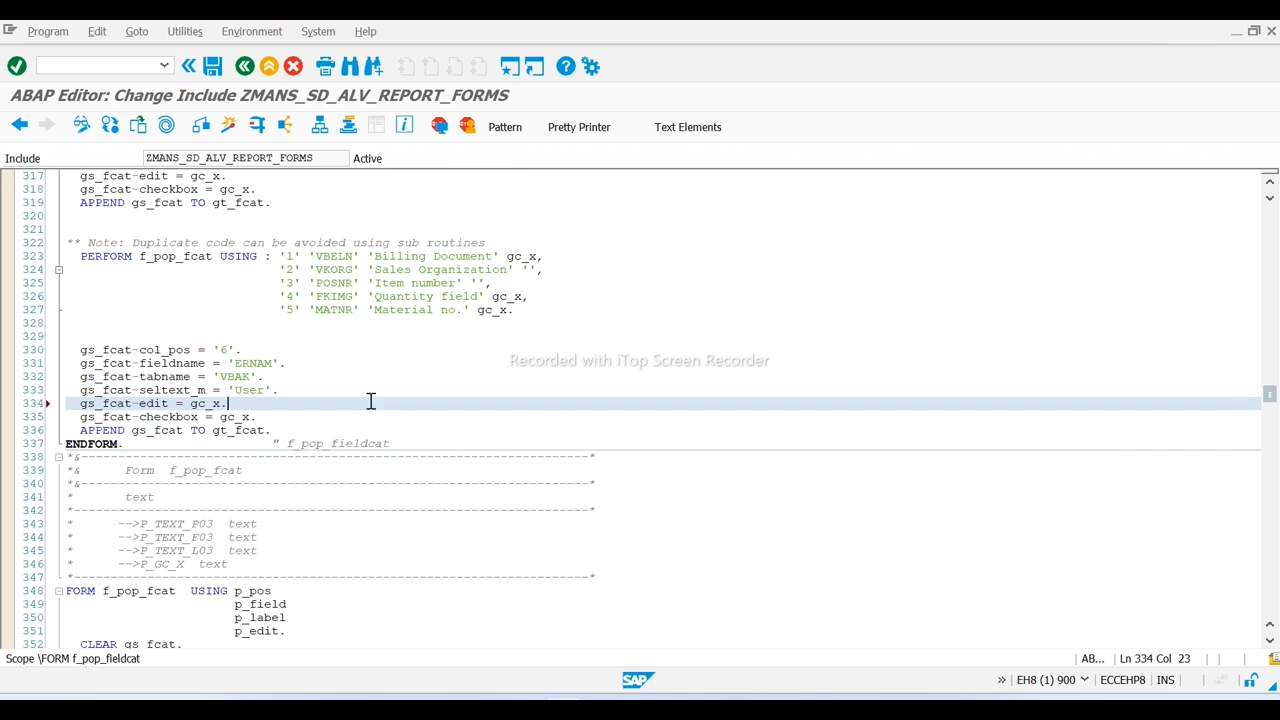 Program Edit Goto Utilities Environment System Help
ABAP Editor: Change Include ZMANS_SD_ALV_REPORT_FORMS
Pattern Pretty Printer Text Elements
Include ZMANS_SD_ALV_REPORT_FORMS Active
317 gs_fcat-edit = gc_x.
318 gs_fcat-checkbox = gc_x.
319 APPEND gs_fcat TO gt_fcat.
320
321
322 ** Note: Duplicate code can be avoided using sub routines
323 PERFORM f_pop_fcat USING : '1' 'VBELN' 'Billing Document' gc_x,
324 '2' 'VKORG' 'Sales Organization' '',
325 '3' 'POSNR' 'Item number' '',
326 '4' 'FKIMG' 'Quantity field' gc_x,
327 '5' 'MATNR' 'Material no.' gc_x.
328
329
330 gs_fcat-col_pos = '6'.
Recorded with iTop Screen Recorder
331 gs_fcat-fieldname = 'ERNAM'.
332 gs_fcat-tabname = 'VBAK'.
333 gs_fcat-seltext_m = 'User'.
334 gs_fcat-edit = gc_x.
335 gs_fcat-checkbox = gc_x.
336 APPEND gs_fcat TO gt_fcat.
337 ENDFORM. " f_pop_fieldcat
338 *&---------------------------------------------------------------------*
339 *& Form f_pop_fcat
340 *&---------------------------------------------------------------------*
341 * text
342 *----------------------------------------------------------------------*
343 * -->P_TEXT_P03 text
344 * -->P_TEXT_F03 text
345 * -->P_TEXT_L03 text
346 * -->P_GC_X text
347 *----------------------------------------------------------------------*
348 FORM f_pop_fcat USING p_pos
349 p_field
350 p_label
351 p_edit.
352 CLEAR gs_fcat.
Scope \FORM f_pop_fieldcat AB... Ln 334 Col 23
SAP » EH8 (1) 900 ECCEHP8 INS